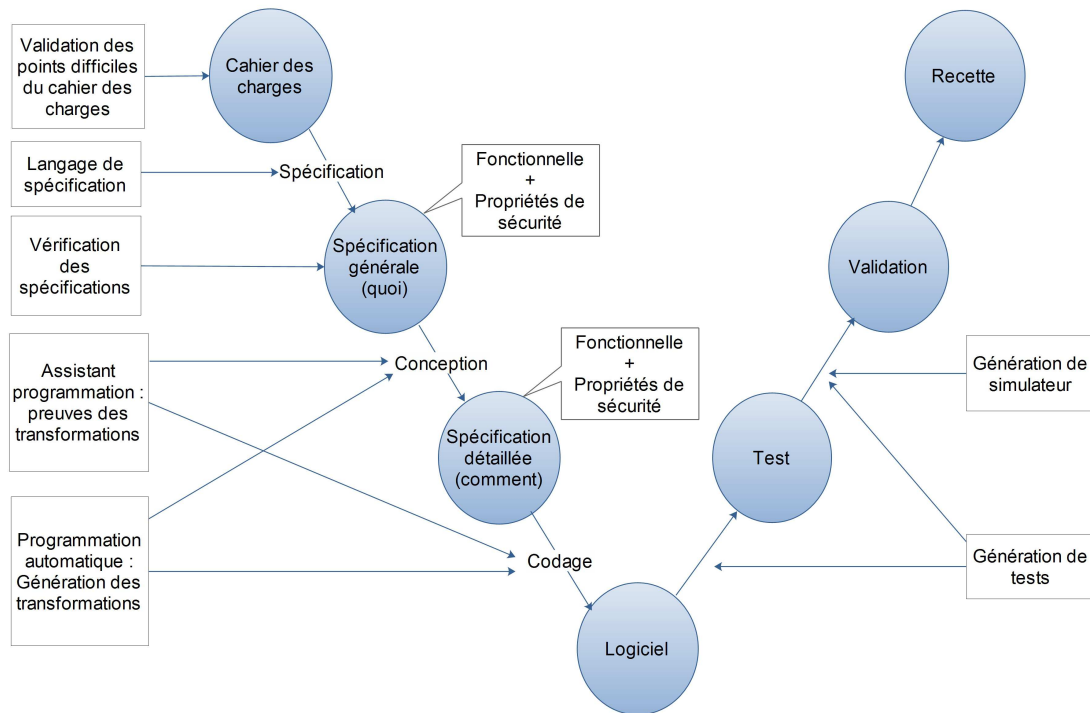 Validation des
points difficiles
du cahier des
charges
Cahier des
charges
Recette
Langage de
spécification
Spécification
Fonctionnelle
+
Propriétés de
sécurité
Vérification
des
spécifications
Spécification
générale
(quoi)
Validation
Assistant
programmation :
preuves des
transformations
Conception
Fonctionnelle
+
Propriétés de
sécurité
Génération de
simulateur
Spécification
détaillée
(comment)
Test
Programmation
automatique :
Génération des
transformations
Codage
Génération de
tests
Logiciel